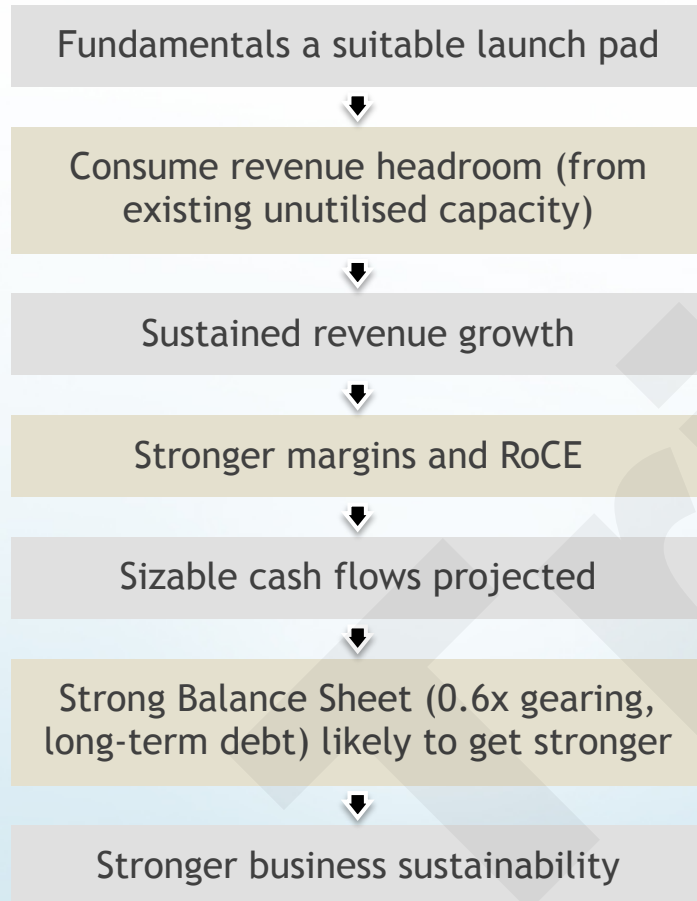 Fundamentals a suitable launch pad
Consume revenue headroom (from
existing unutilised capacity)
Sustained revenue growth
Stronger margins and RoCE
Sizable cash flows projected
Strong Balance Sheet (0.6x gearing,
long-term debt) likely to get stronger
Stronger business sustainability